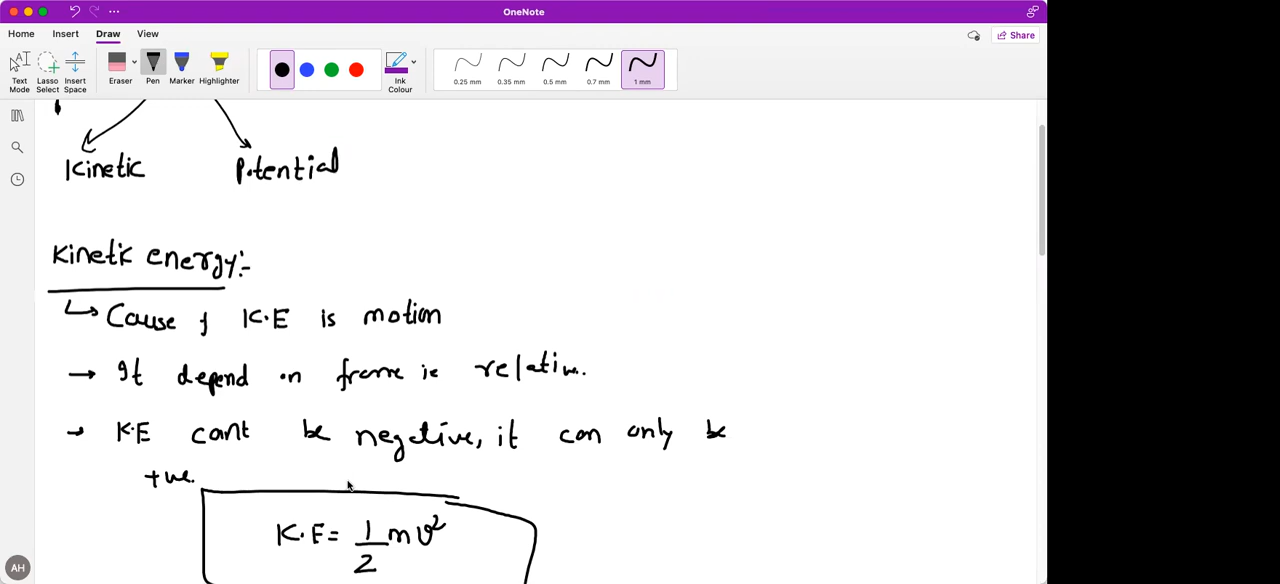 OneNote
Home Insert Draw View
Share
Text Mode
Lasso Select
Insert Space
Eraser
Pen
Marker
Highlighter
Ink Colour
0.25 mm
0.35 mm
0.5 mm
0.7 mm
1 mm
Kinetic Potential
Kinetic energy:-
Cause of K.E is motion
→ It depend on frame ie relative.
→ K.E cant be negative, it can only be
+ve.
K.E = 1/2 mv²
AH